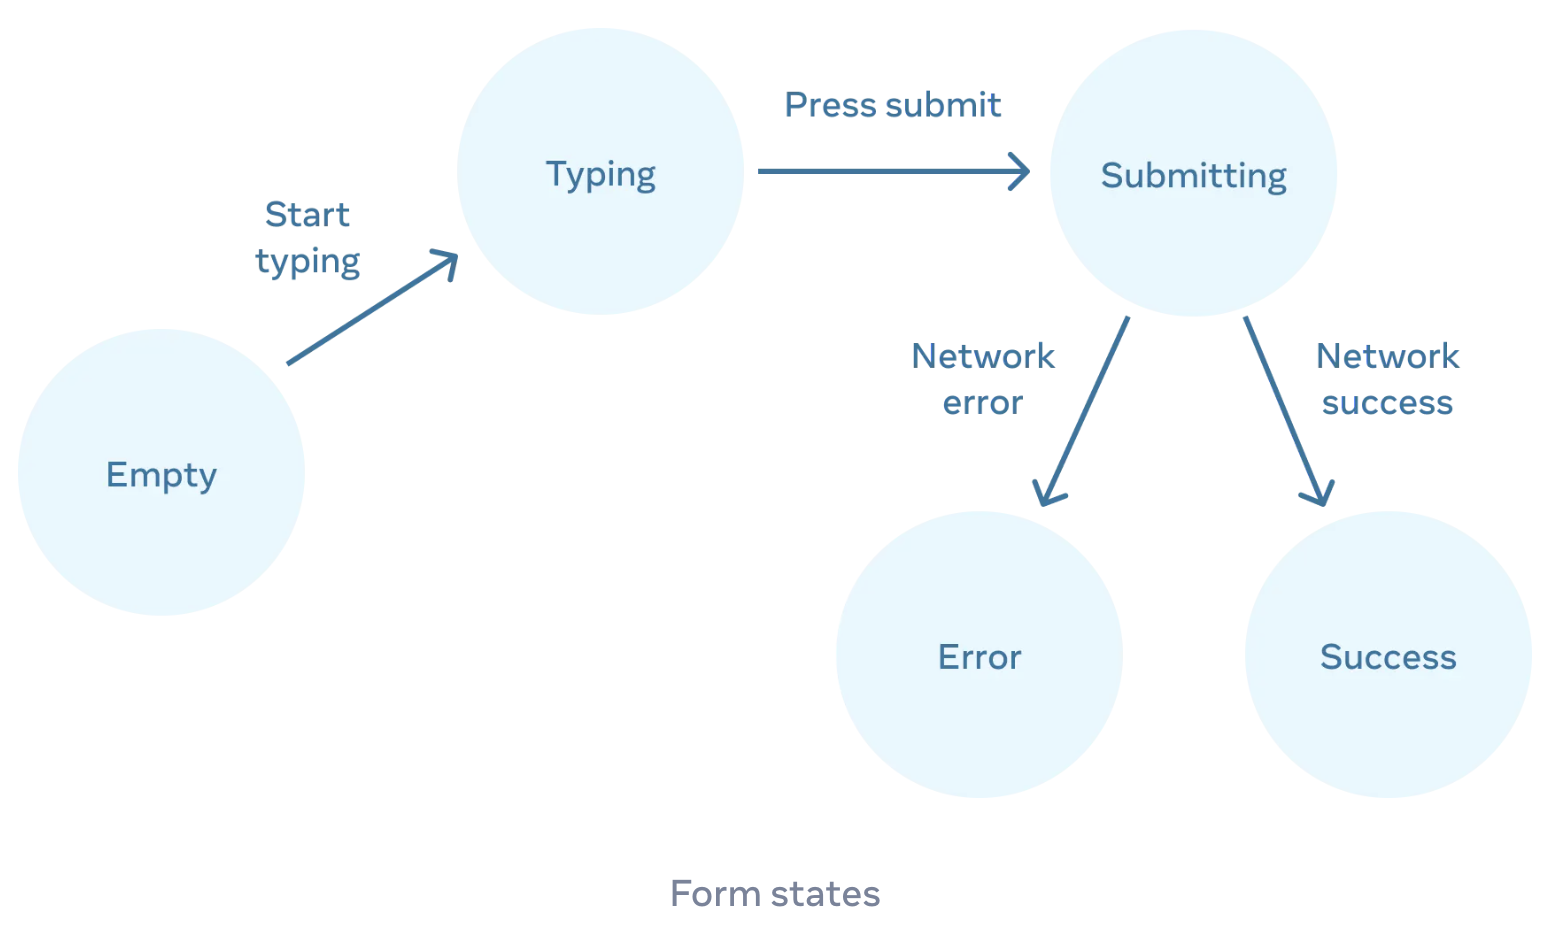 Typing
Press submit
Submitting
Start
typing
Empty
Network
error
Network
success
Error
Success
Form states